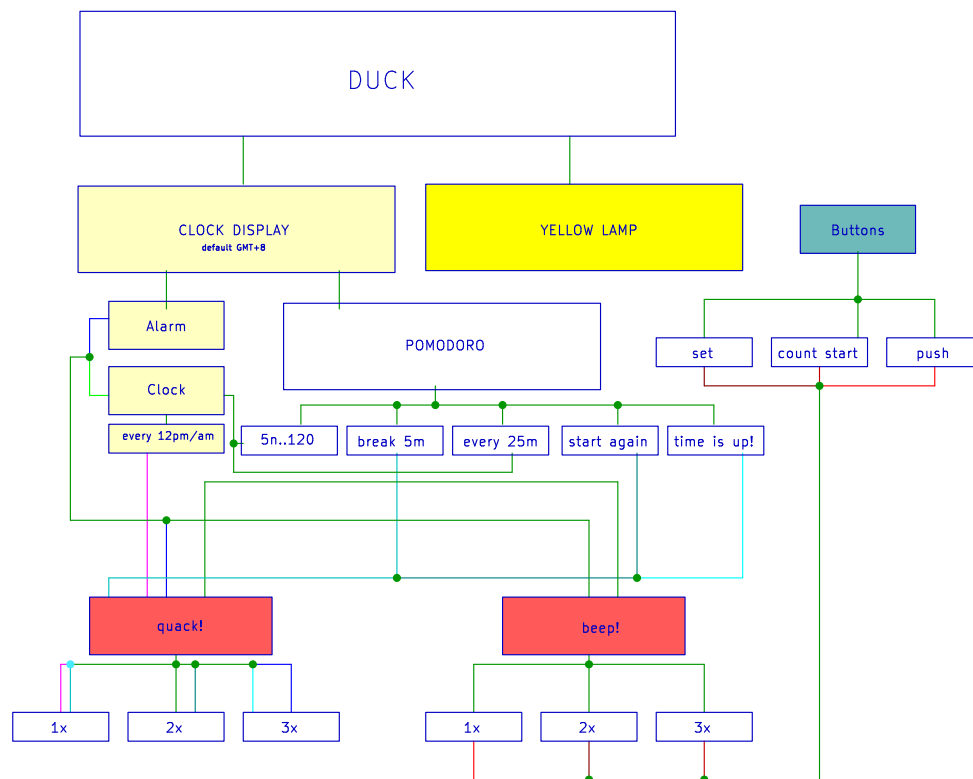 DUCK
CLOCK DISPLAY
default GMT+8
YELLOW LAMP
Buttons
Alarm
POMODORO
set
count start
push
Clock
every 12pm/am
5n..120
break 5m
every 25m
start again
time is up!
quack!
beep!
1x
2x
3x
1x
2x
3x